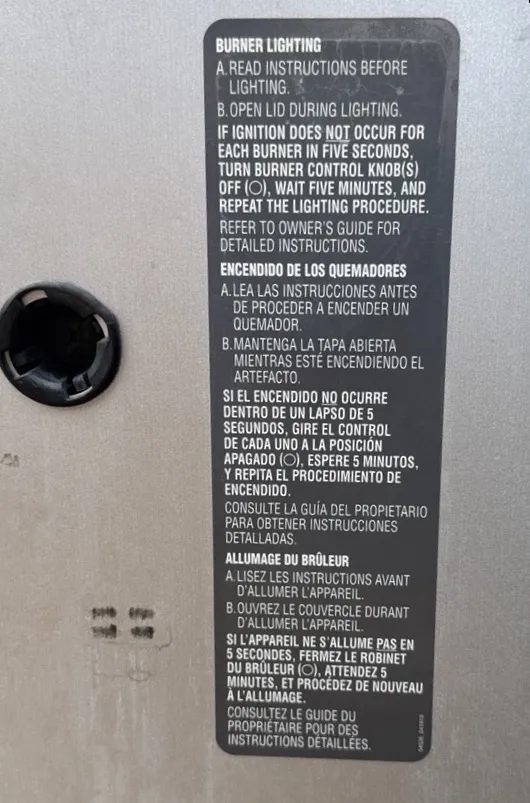 BURNER LIGHTING
A. READ INSTRUCTIONS BEFORE
LIGHTING.
B. OPEN LID DURING LIGHTING.
IF IGNITION DOES NOT OCCUR FOR
EACH BURNER IN FIVE SECONDS,
TURN BURNER CONTROL KNOB(S)
OFF (○), WAIT FIVE MINUTES, AND
REPEAT THE LIGHTING PROCEDURE.
REFER TO OWNER'S GUIDE FOR
DETAILED INSTRUCTIONS.
ENCENDIDO DE LOS QUEMADORES
A. LEA LAS INSTRUCCIONES ANTES
DE PROCEDER A ENCENDER UN
QUEMADOR.
B. MANTENGA LA TAPA ABIERTA
MIENTRAS ESTÉ ENCENDIENDO EL
ARTEFACTO.
SI EL ENCENDIDO NO OCURRE
DENTRO DE UN LAPSO DE 5
SEGUNDOS, GIRE EL CONTROL
DE CADA UNO A LA POSICIÓN
APAGADO (○), ESPERE 5 MINUTOS,
Y REPITA EL PROCEDIMIENTO DE
ENCENDIDO.
CONSULTE LA GUÍA DEL PROPIETARIO
PARA OBTENER INSTRUCCIONES
DETALLADAS.
ALLUMAGE DU BRÛLEUR
A. LISEZ LES INSTRUCTIONS AVANT
D'ALLUMER L'APPAREIL.
B. OUVREZ LE COUVERCLE DURANT
D'ALLUMER L'APPAREIL.
SI L'APPAREIL NE S'ALLUME PAS EN
5 SECONDES, FERMEZ LE ROBINET
DU BRÛLEUR (○), ATTENDEZ 5
MINUTES, ET PROCÉDEZ DE NOUVEAU
À L'ALLUMAGE.
CONSULTEZ LE GUIDE DU
PROPIÉTAIRE POUR DES
INSTRUCTIONS DÉTAILLÉES.